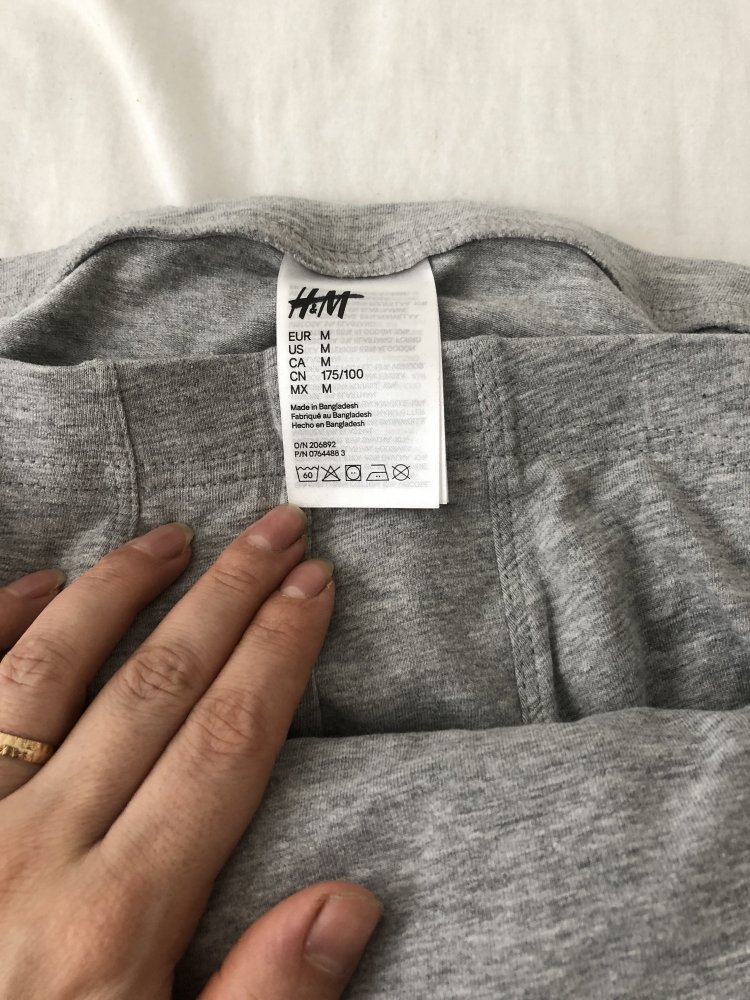 H&M
EUR M
US M
CA M
CN 175/100
MX M
Made in Bangladesh
Fabriqué au Bangladesh
Hecho en Bangladesh
O/N 206892
P/N 0764488 3
60